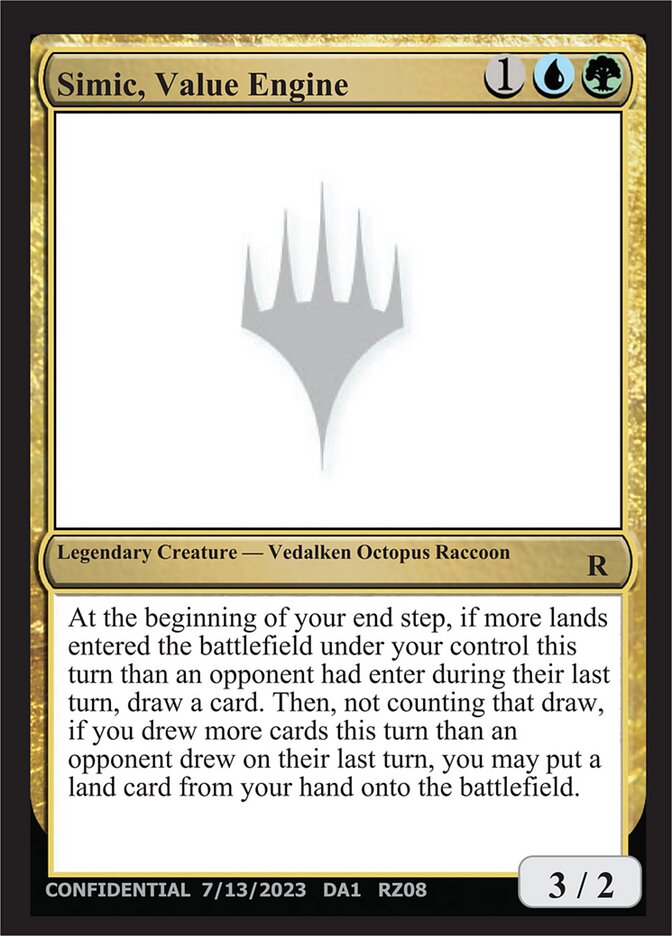 Simic, Value Engine 1
Legendary Creature — Vedalken Octopus Raccoon
R
At the beginning of your end step, if more lands
entered the battlefield under your control this
turn than an opponent had enter during their last
turn, draw a card. Then, not counting that draw,
if you drew more cards this turn than an
opponent drew on their last turn, you may put a
land card from your hand onto the battlefield.
CONFIDENTIAL 7/13/2023 DA1 RZ08
3 / 2